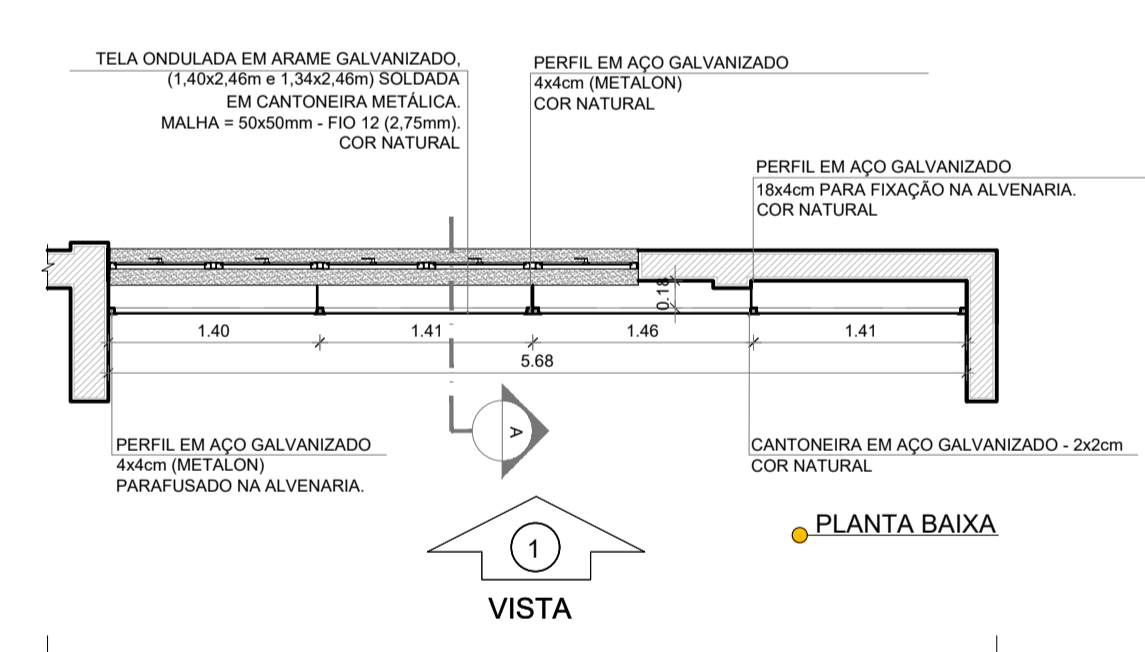 TELA ONDULADA EM ARAME GALVANIZADO,
(1,40x2,46m e 1,34x2,46m) SOLDADA
EM CANTONEIRA METÁLICA.
MALHA = 50x50mm - FIO 12 (2,75mm).
COR NATURAL
PERFIL EM AÇO GALVANIZADO
4x4cm (METALON)
COR NATURAL
PERFIL EM AÇO GALVANIZADO
18x4cm PARA FIXAÇÃO NA ALVENARIA.
COR NATURAL
0.18
1.40
1.41
1.46
1.41
5.68
A
PERFIL EM AÇO GALVANIZADO
4x4cm (METALON)
PARAFUSADO NA ALVENARIA.
CANTONEIRA EM AÇO GALVANIZADO - 2x2cm
COR NATURAL
PLANTA BAIXA
1
VISTA